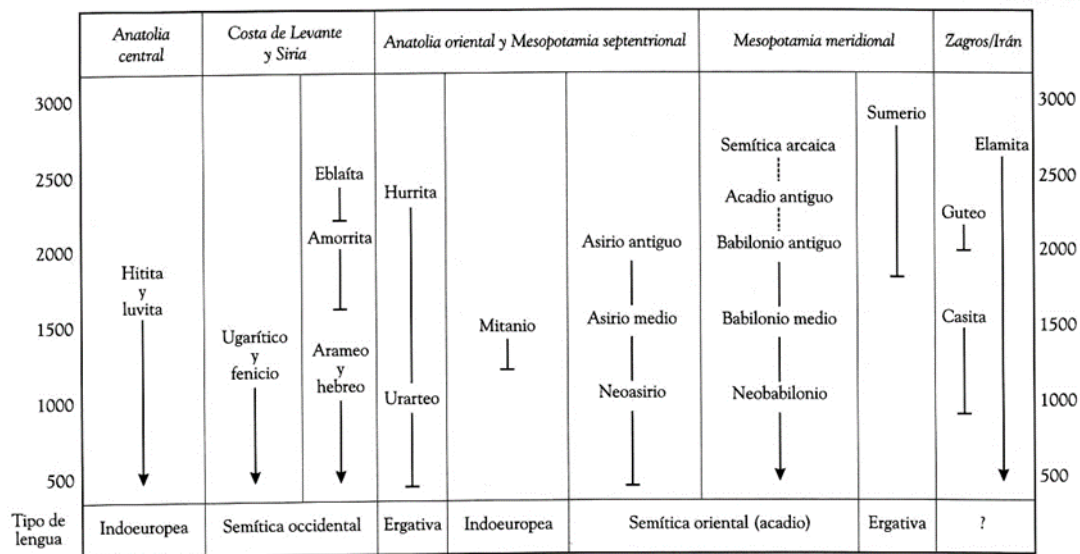 Anatolia
central
Costa de Levante
y Siria
Anatolia oriental y Mesopotamia septentrional
Mesopotamia meridional
Zagros/Irán
3000
3000
Sumerio
Semítica arcaica
Elamita
Eblaíta
2500
2500
Hurrita
Acadio antiguo
Guteo
Amorrita
Asirio antiguo
Babilonio antiguo
2000
2000
Hitita
y
luvita
Ugarítico
y
fenicio
Arameo
y
hebreo
Mitanio
Asirio medio
Babilonio medio
Casita
1500
1500
Urarteo
Neoasirio
Neobabilonio
1000
1000
500
500
Tipo de
lengua
Indoeuropea
Semítica occidental
Ergativa
Indoeuropea
Semítica oriental (acadio)
Ergativa
?